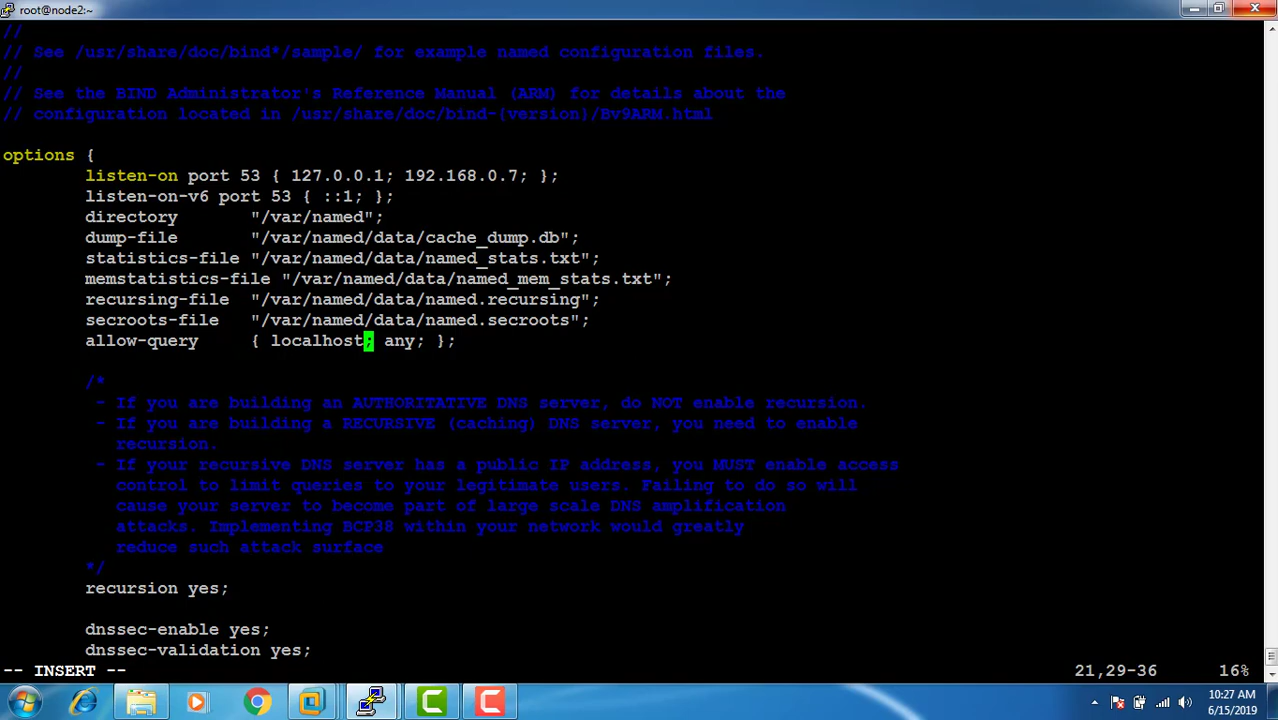 root@node2:~
//
// See /usr/share/doc/bind*/sample/ for example named configuration files.
//
// See the BIND Administrator's Reference Manual (ARM) for details about the
// configuration located in /usr/share/doc/bind-{version}/Bv9ARM.html
options {
listen-on port 53 { 127.0.0.1; 192.168.0.7; };
listen-on-v6 port 53 { ::1; };
directory "/var/named";
dump-file "/var/named/data/cache_dump.db";
statistics-file "/var/named/data/named_stats.txt";
memstatistics-file "/var/named/data/named_mem_stats.txt";
recursing-file "/var/named/data/named.recursing";
secroots-file "/var/named/data/named.secroots";
allow-query { localhost; any; };
/*
- If you are building an AUTHORITATIVE DNS server, do NOT enable recursion.
- If you are building a RECURSIVE (caching) DNS server, you need to enable
recursion.
- If your recursive DNS server has a public IP address, you MUST enable access
control to limit queries to your legitimate users. Failing to do so will
cause your server to become part of large scale DNS amplification
attacks. Implementing BCP38 within your network would greatly
reduce such attack surface
*/
recursion yes;
dnssec-enable yes;
dnssec-validation yes;
-- INSERT -- 21,29-36 16%
10:27 AM
6/15/2019